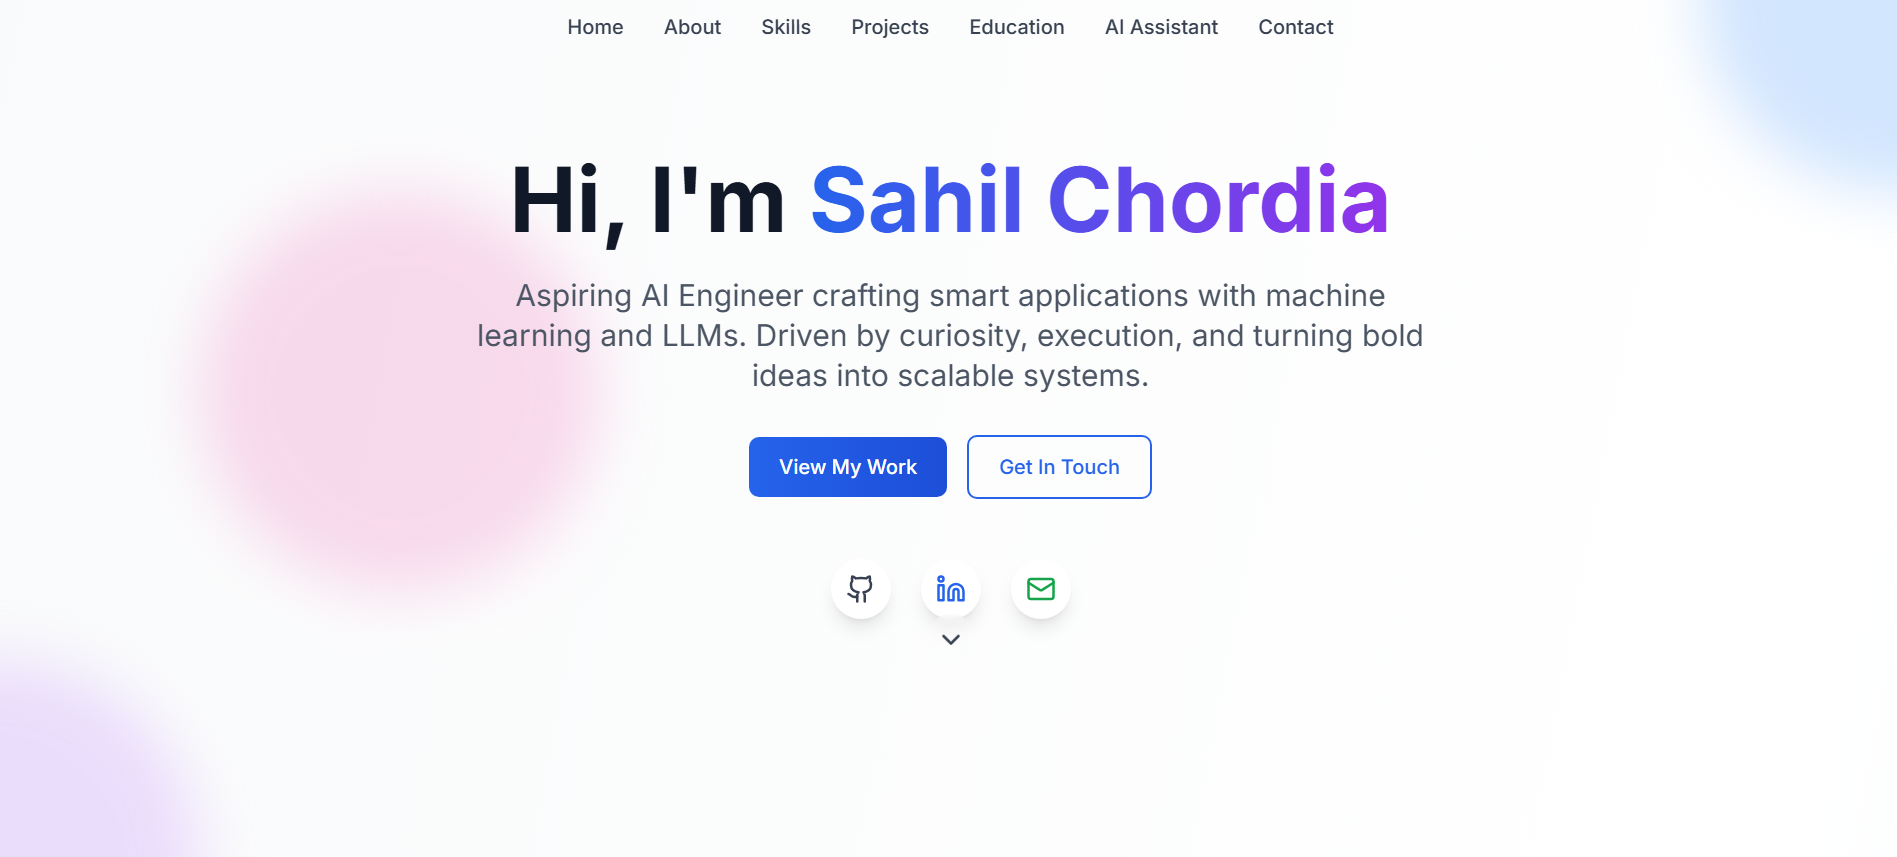 Home About Skills Projects Education AI Assistant Contact
Hi, I'm Sahil Chordia
Aspiring AI Engineer crafting smart applications with machine
learning and LLMs. Driven by curiosity, execution, and turning bold
ideas into scalable systems.
View My Work Get In Touch
in